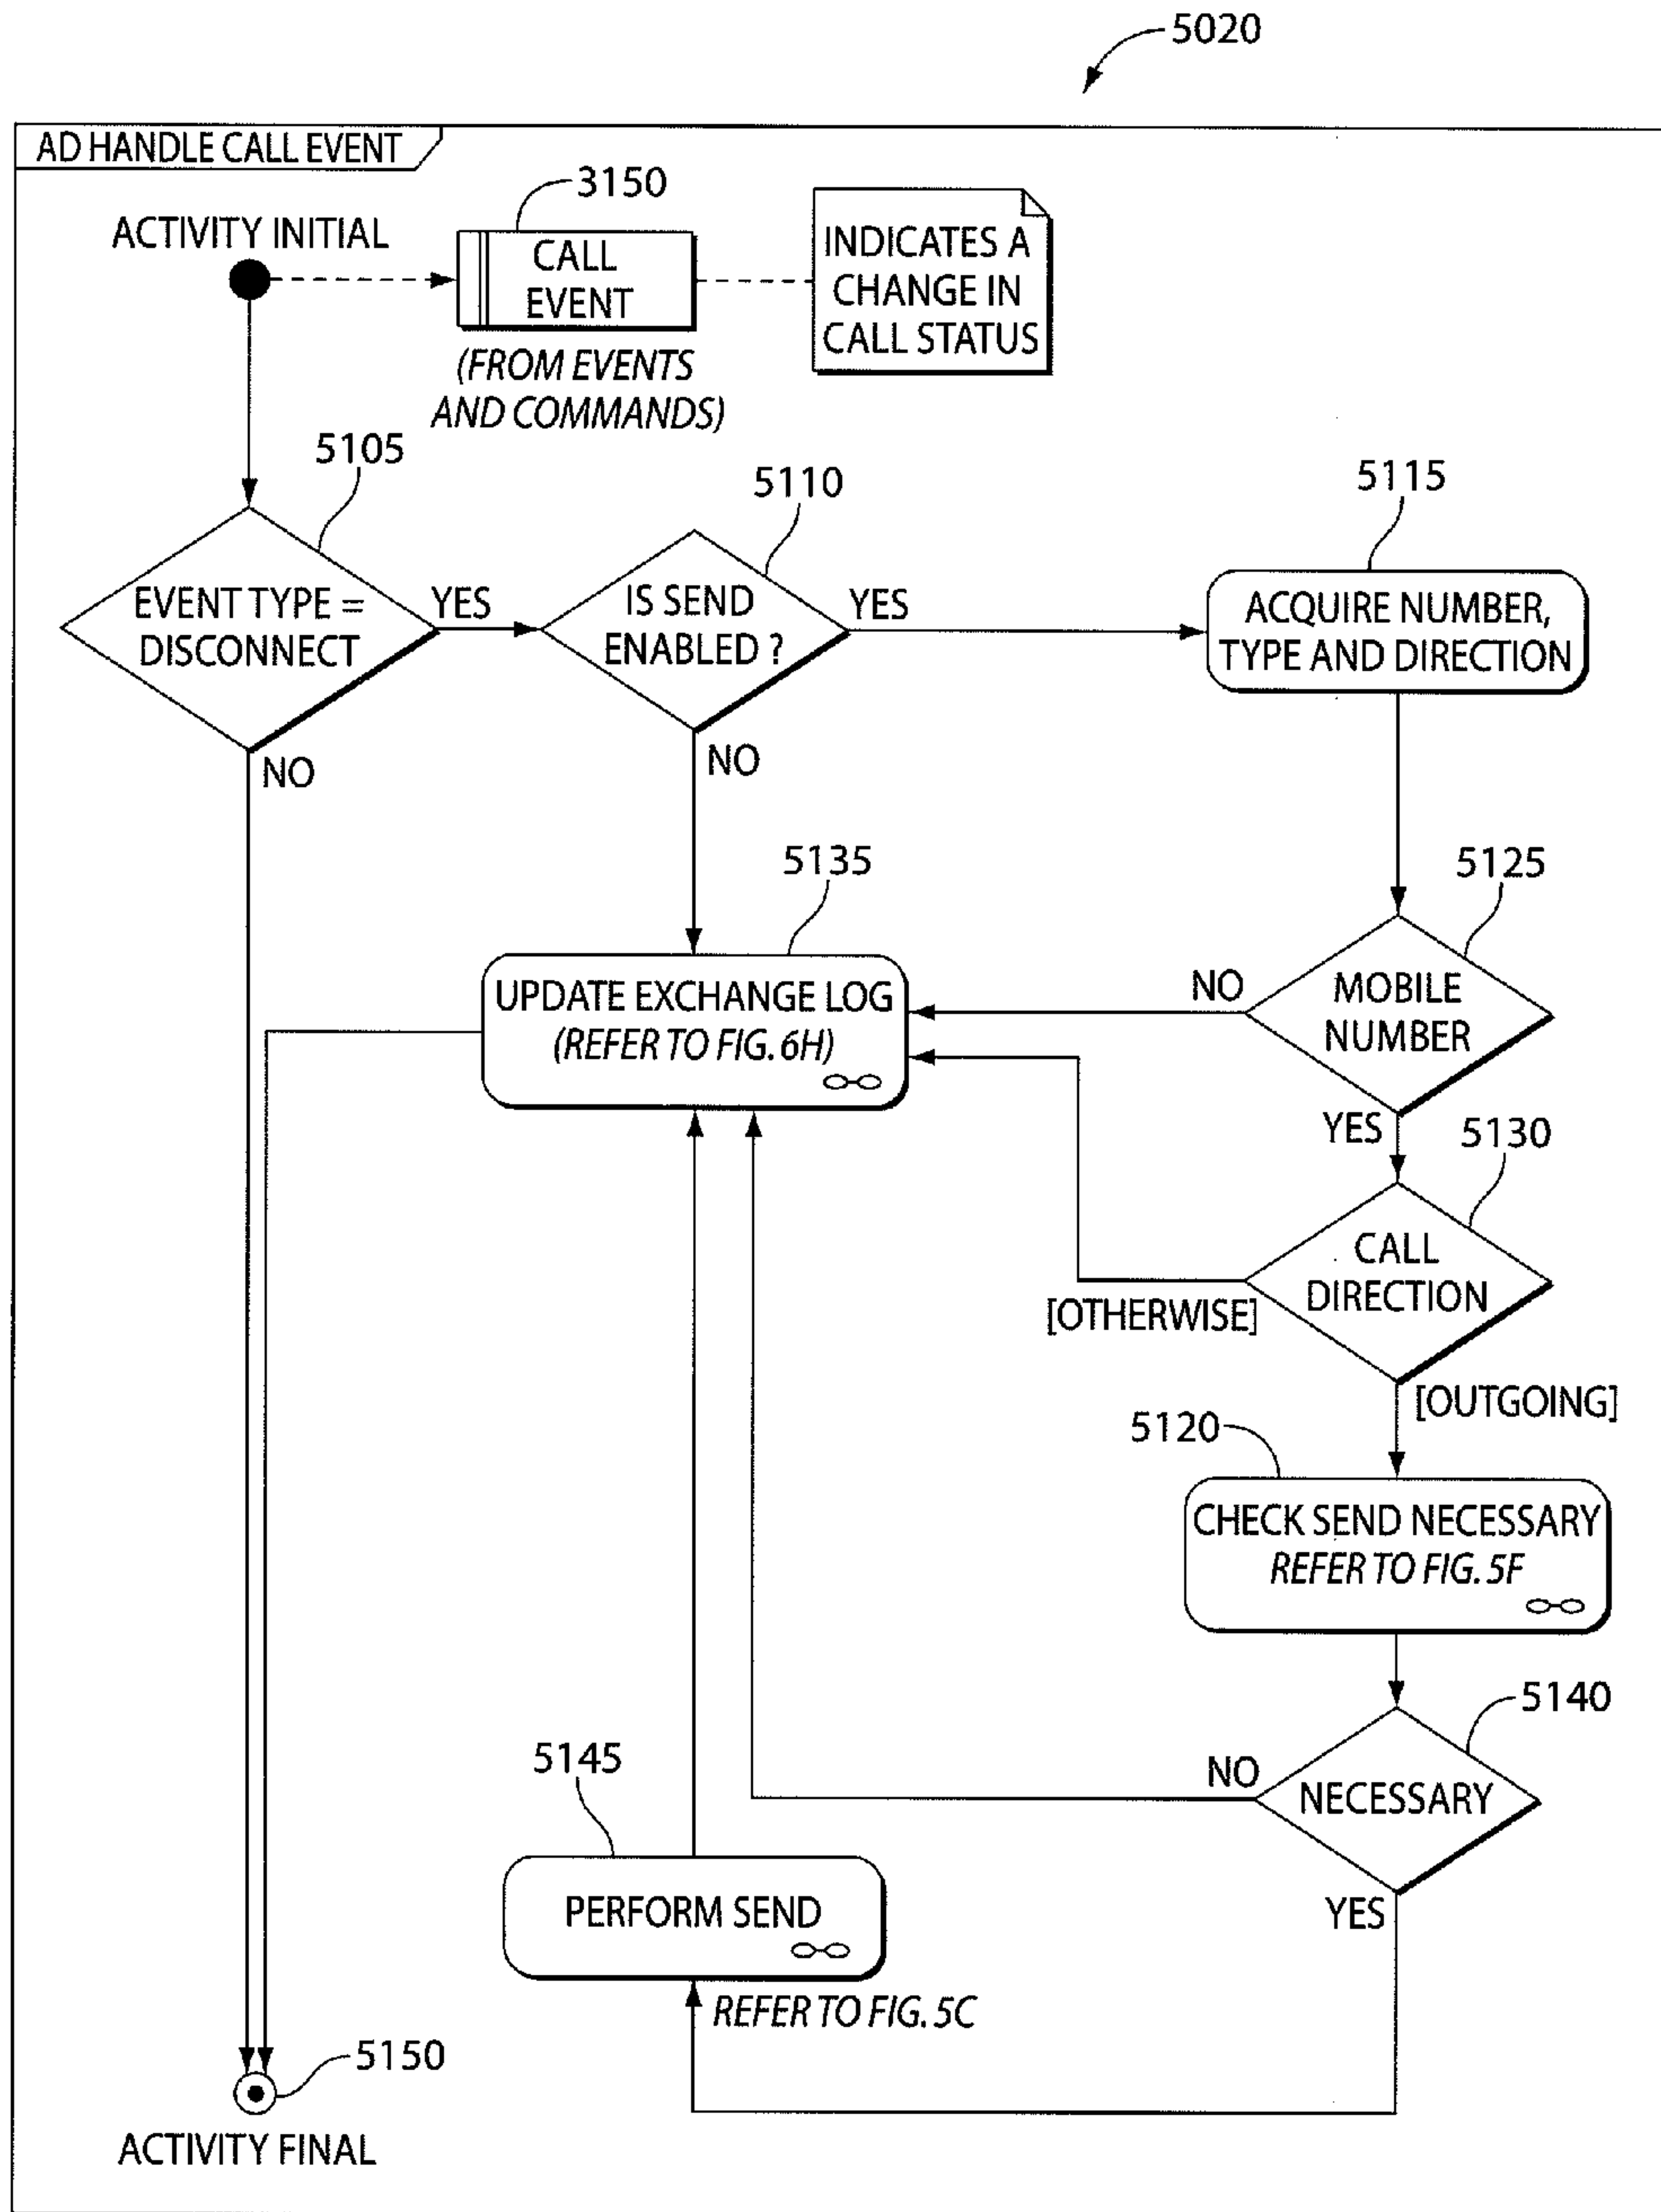 5020
AD HANDLE CALL EVENT
3150
ACTIVITY INITIAL
CALL
EVENT
INDICATES A
CHANGE IN
CALL STATUS
(FROM EVENTS
AND COMMANDS)
5105
5110
5115
EVENT TYPE =
DISCONNECT
YES
IS SEND
ENABLED ?
YES
ACQUIRE NUMBER,
TYPE AND DIRECTION
NO
NO
5135
5125
UPDATE EXCHANGE LOG
(REFER TO FIG. 6H)
NO
MOBILE
NUMBER
YES
5130
CALL
DIRECTION
[OTHERWISE]
[OUTGOING]
5120
CHECK SEND NECESSARY
REFER TO FIG. 5F
5140
5145
NO
NECESSARY
PERFORM SEND
YES
REFER TO FIG. 5C
5150
ACTIVITY FINAL